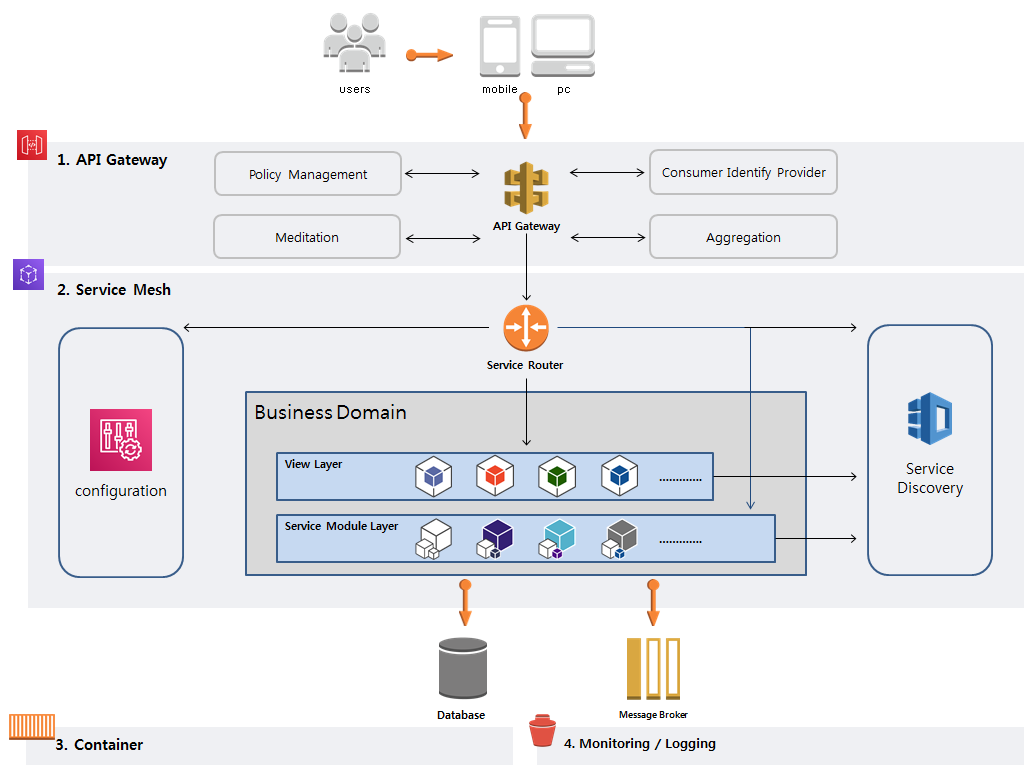 users
mobile
pc
1. API Gateway
Policy Management
Consumer Identify Provider
API Gateway
Meditation
Aggregation
2. Service Mesh
Service Router
configuration
Business Domain
View Layer
.............
Service Module Layer
.............
Service
Discovery
Database
Message Broker
3. Container
4. Monitoring / Logging